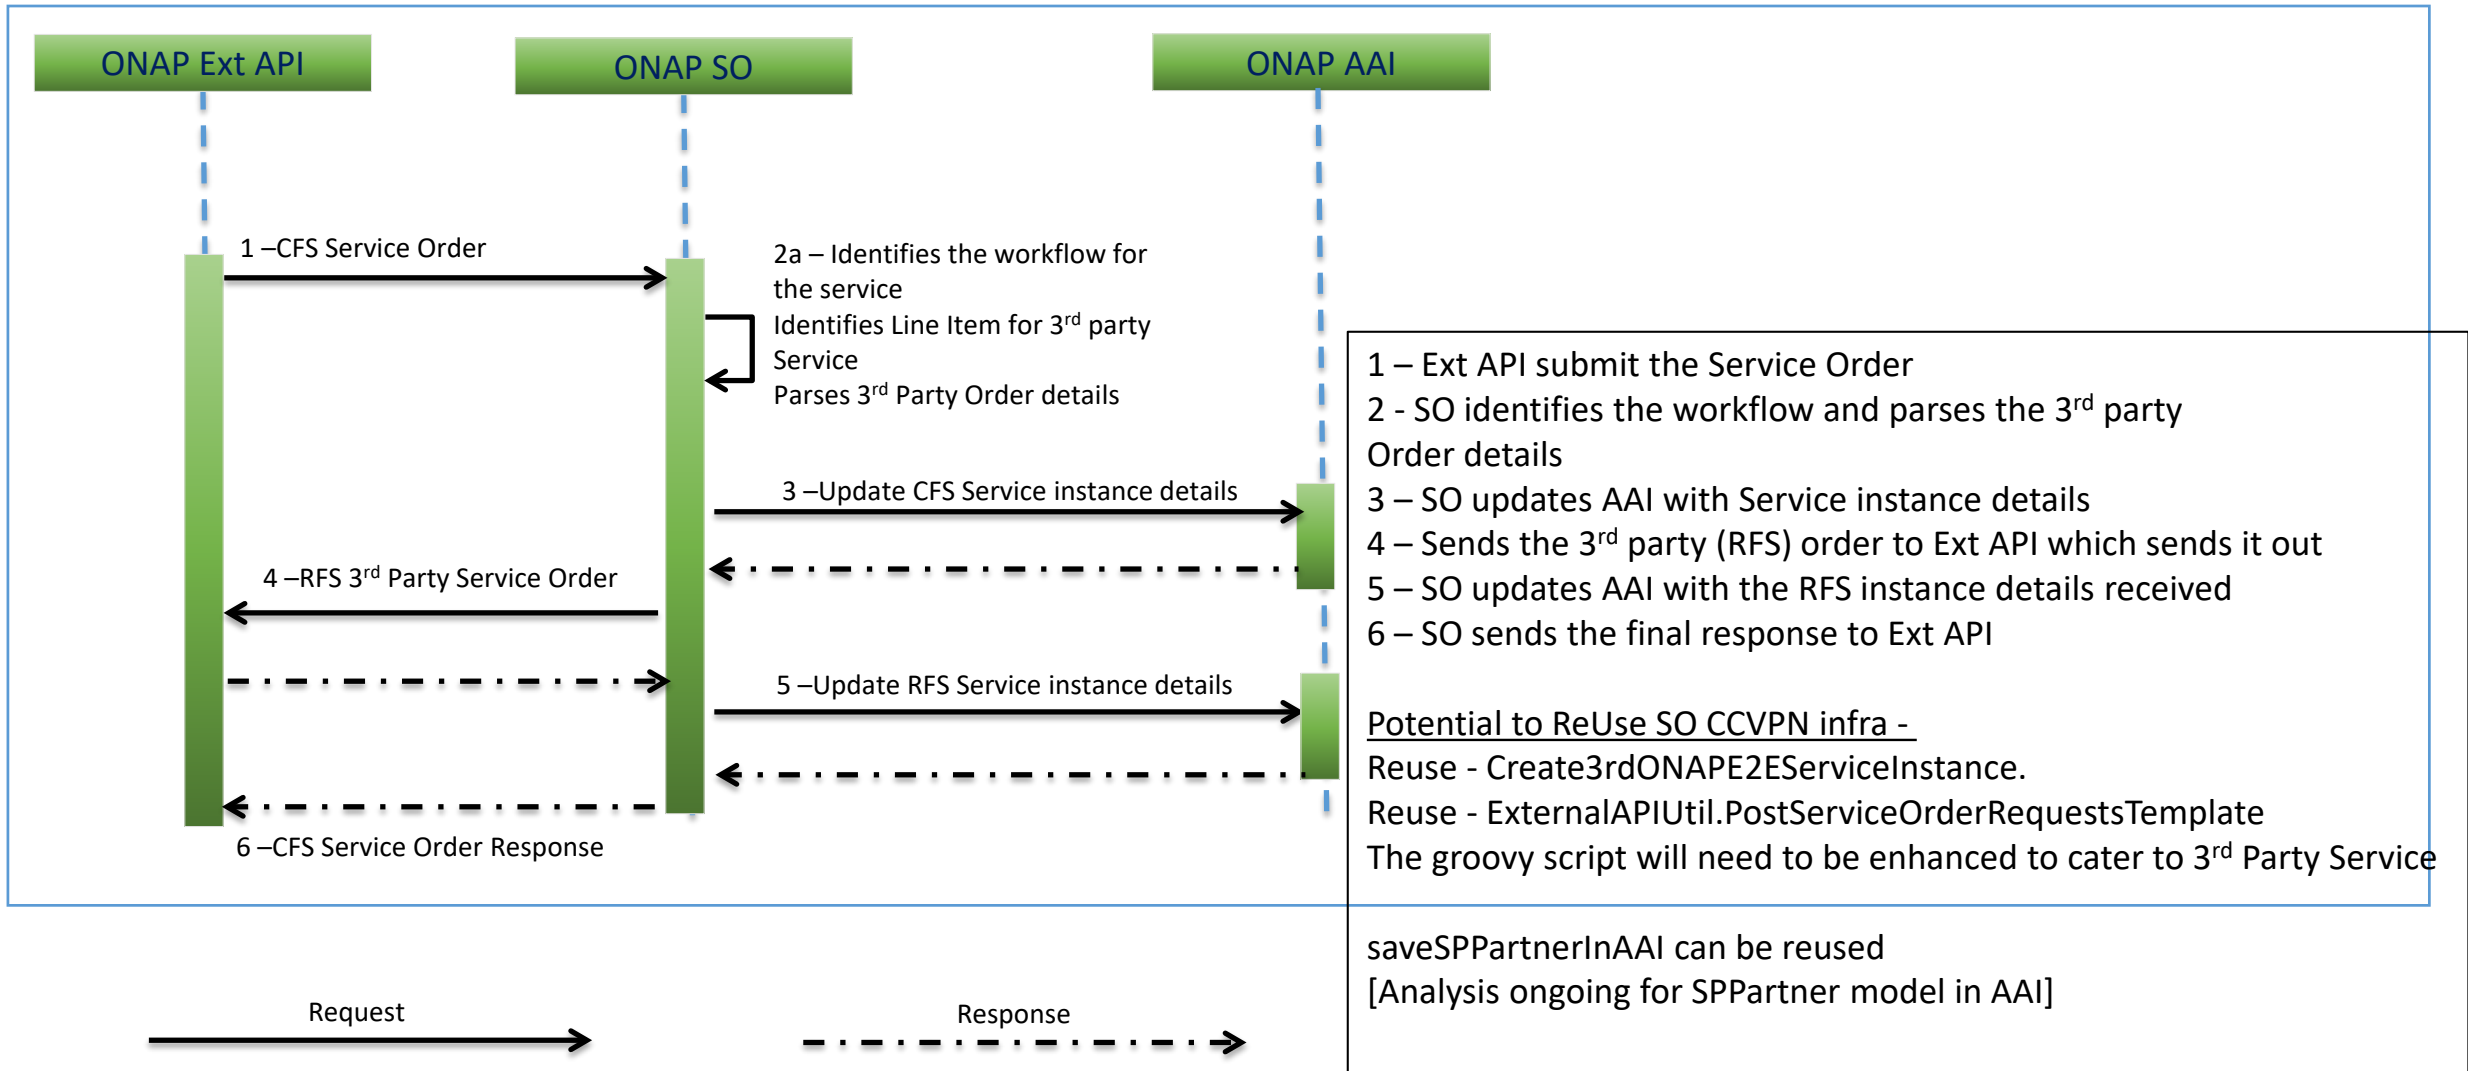 ONAP Ext API
ONAP SO
ONAP AAI
1 –CFS Service Order
2a – Identifies the workflow for
the service
Identifies Line Item for 3rd party
Service
Parses 3rd Party Order details
3 –Update CFS Service instance details
4 –RFS 3rd Party Service Order
5 –Update RFS Service instance details
6 –CFS Service Order Response
1 – Ext API submit the Service Order
2 - SO identifies the workflow and parses the 3rd party
Order details
3 – SO updates AAI with Service instance details
4 – Sends the 3rd party (RFS) order to Ext API which sends it out
5 – SO updates AAI with the RFS instance details received
6 – SO sends the final response to Ext API
Potential to ReUse SO CCVPN infra -
Reuse - Create3rdONAPE2EServiceInstance.
Reuse - ExternalAPIUtil.PostServiceOrderRequestsTemplate
The groovy script will need to be enhanced to cater to 3rd Party Service
saveSPPartnerInAAI can be reused
[Analysis ongoing for SPPartner model in AAI]
Request
Response